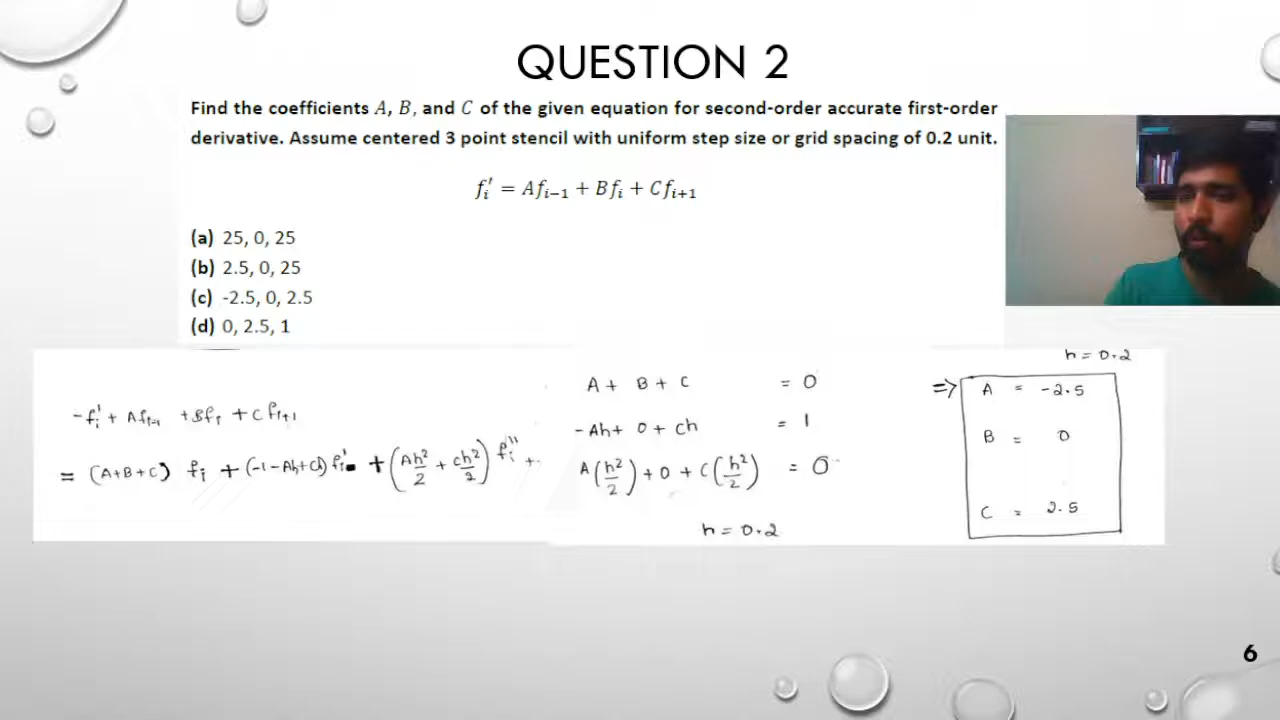 QUESTION 2
Find the coefficients A, B, and C of the given equation for second-order accurate first-order
derivative. Assume centered 3 point stencil with uniform step size or grid spacing of 0.2 unit.
f′ᵢ = Afᵢ₋₁ + Bfᵢ + Cfᵢ₊₁
(a) 25, 0, 25
(b) 2.5, 0, 25
(c) -2.5, 0, 2.5
(d) 0, 2.5, 1
-fᵢ′ + Afᵢ₋₁ + Bfᵢ + Cfᵢ₊₁
= (A+B+C) fᵢ + (-1-Ah+Ch) fᵢ′ + (Ah²/2 + Ch²/2) fᵢ″ + ..
A + B + C = 0
-Ah + 0 + Ch = 1
A(h²/2) + 0 + C(h²/2) = 0
h = 0.2
h = 0.2
⇒ A = -2.5
B = 0
C = 2.5
6